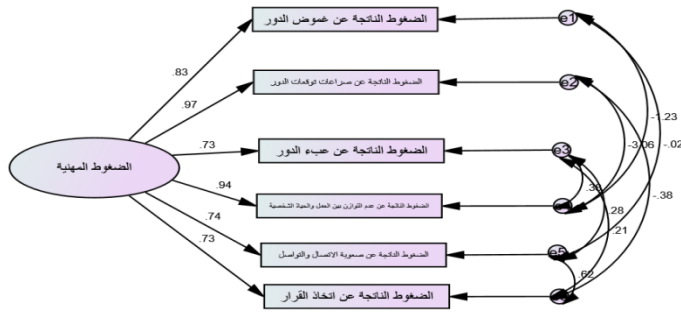 الضغوط الناتجة عن غموض الدور
e1
.83
الضغوط الناتجة عن صراعات توقعات الدور
e2
.97
-1.23
-.02
الضغوط الناتجة عن عبء الدور
e3
.73
-3.06
الضغوط المهنية
.94
-.38
الضغوط الناتجة عن عدم التوازن بين العمل والحياة الشخصية
.74
.28
.21
.73
الضغوط الناتجة عن صعوبة الاتصال والتواصل
e5
.62
الضغوط الناتجة عن اتخاذ القرار